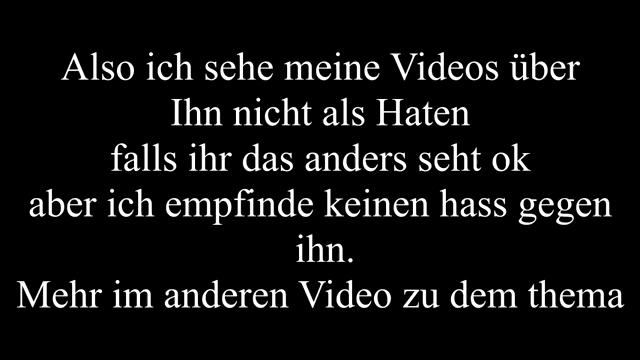 Also ich sehe meine Videos über
Ihn nicht als Haten
falls ihr das anders seht ok
aber ich empfinde keinen hass gegen
ihn.
Mehr im anderen Video zu dem thema